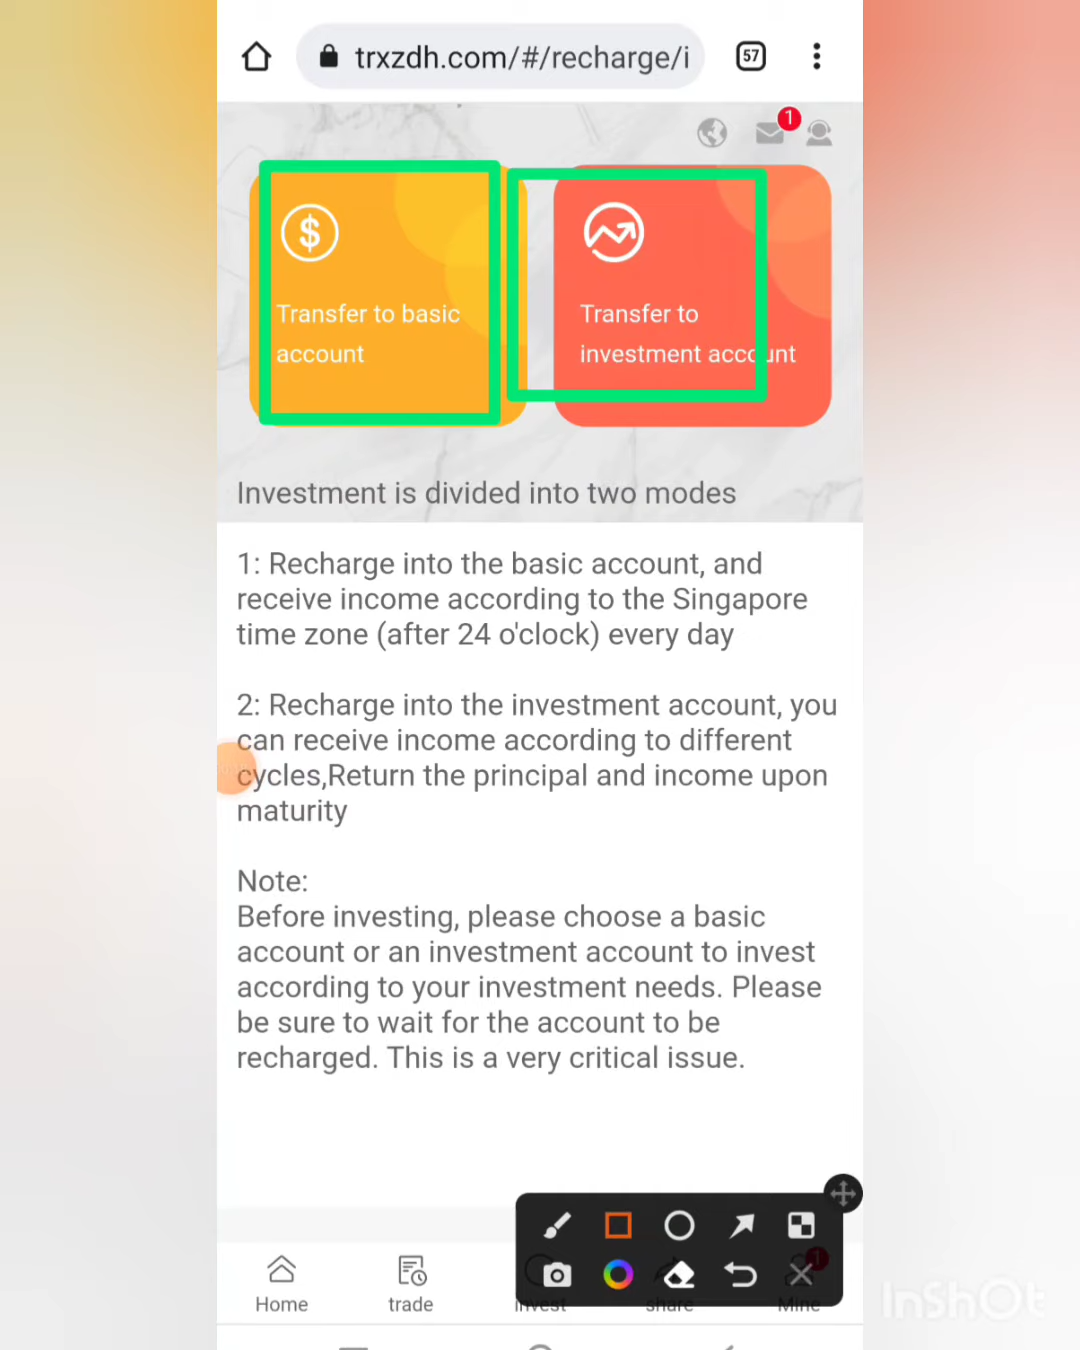 trxzdh.com/#/recharge/i
57
1
$
Transfer to basic
account
Transfer to
investment account
Investment is divided into two modes
1: Recharge into the basic account, and
receive income according to the Singapore
time zone (after 24 o'clock) every day
2: Recharge into the investment account, you
can receive income according to different
cycles,Return the principal and income upon
maturity
Note:
Before investing, please choose a basic
account or an investment account to invest
according to your investment needs. Please
be sure to wait for the account to be
recharged. This is a very critical issue.
1
Home
trade
invest
share
Mine
InShOt